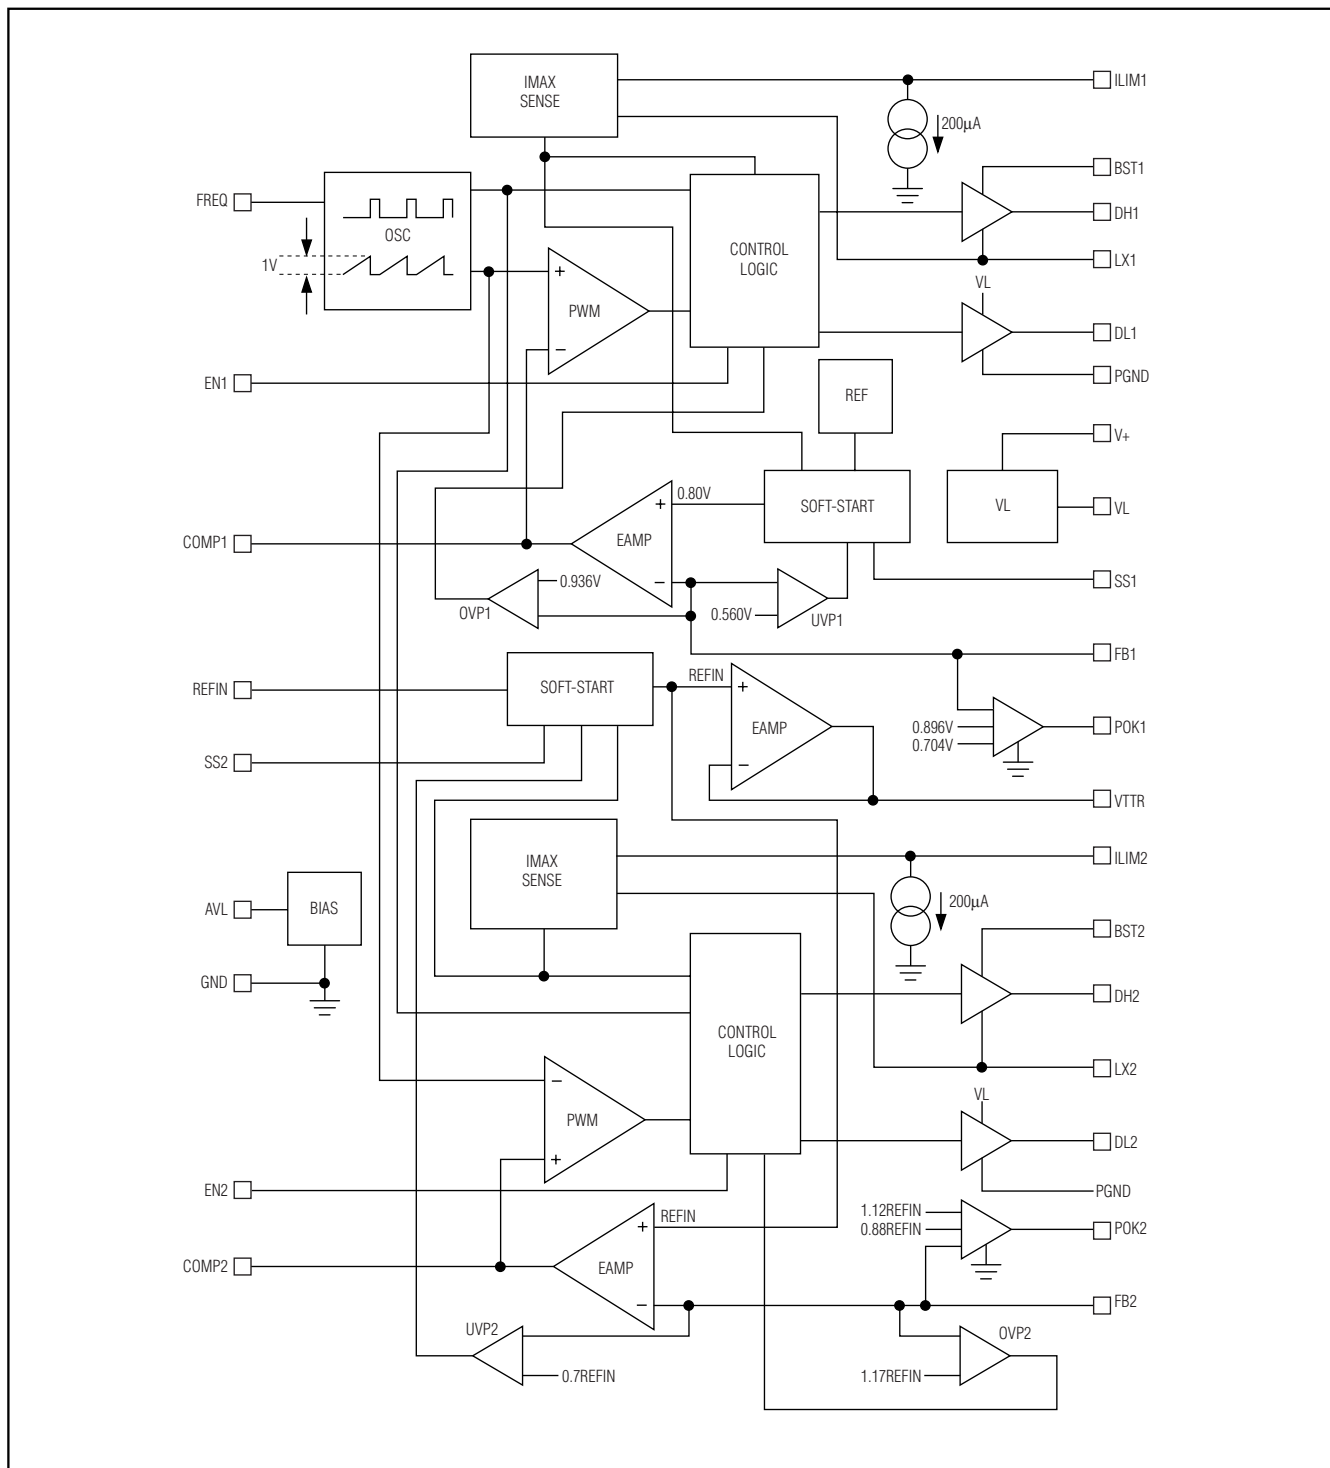 IMAX
SENSE
ILIM1
200µA
BST1
FREQ
OSC
1V
CONTROL
LOGIC
DH1
LX1
+
PWM
−
VL
DL1
PGND
EN1
REF
V+
0.80V
SOFT-START
VL
VL
COMP1
+
EAMP
−
SS1
0.936V
OVP1
0.560V
UVP1
FB1
REFIN
SOFT-START
REFIN
+
EAMP
−
0.896V
0.704V
POK1
SS2
VTTR
IMAX
SENSE
ILIM2
200µA
AVL
BIAS
BST2
GND
DH2
CONTROL
LOGIC
LX2
−
PWM
+
VL
DL2
EN2
PGND
REFIN
1.12REFIN
0.88REFIN
POK2
COMP2
+
EAMP
−
FB2
UVP2
0.7REFIN
OVP2
1.17REFIN